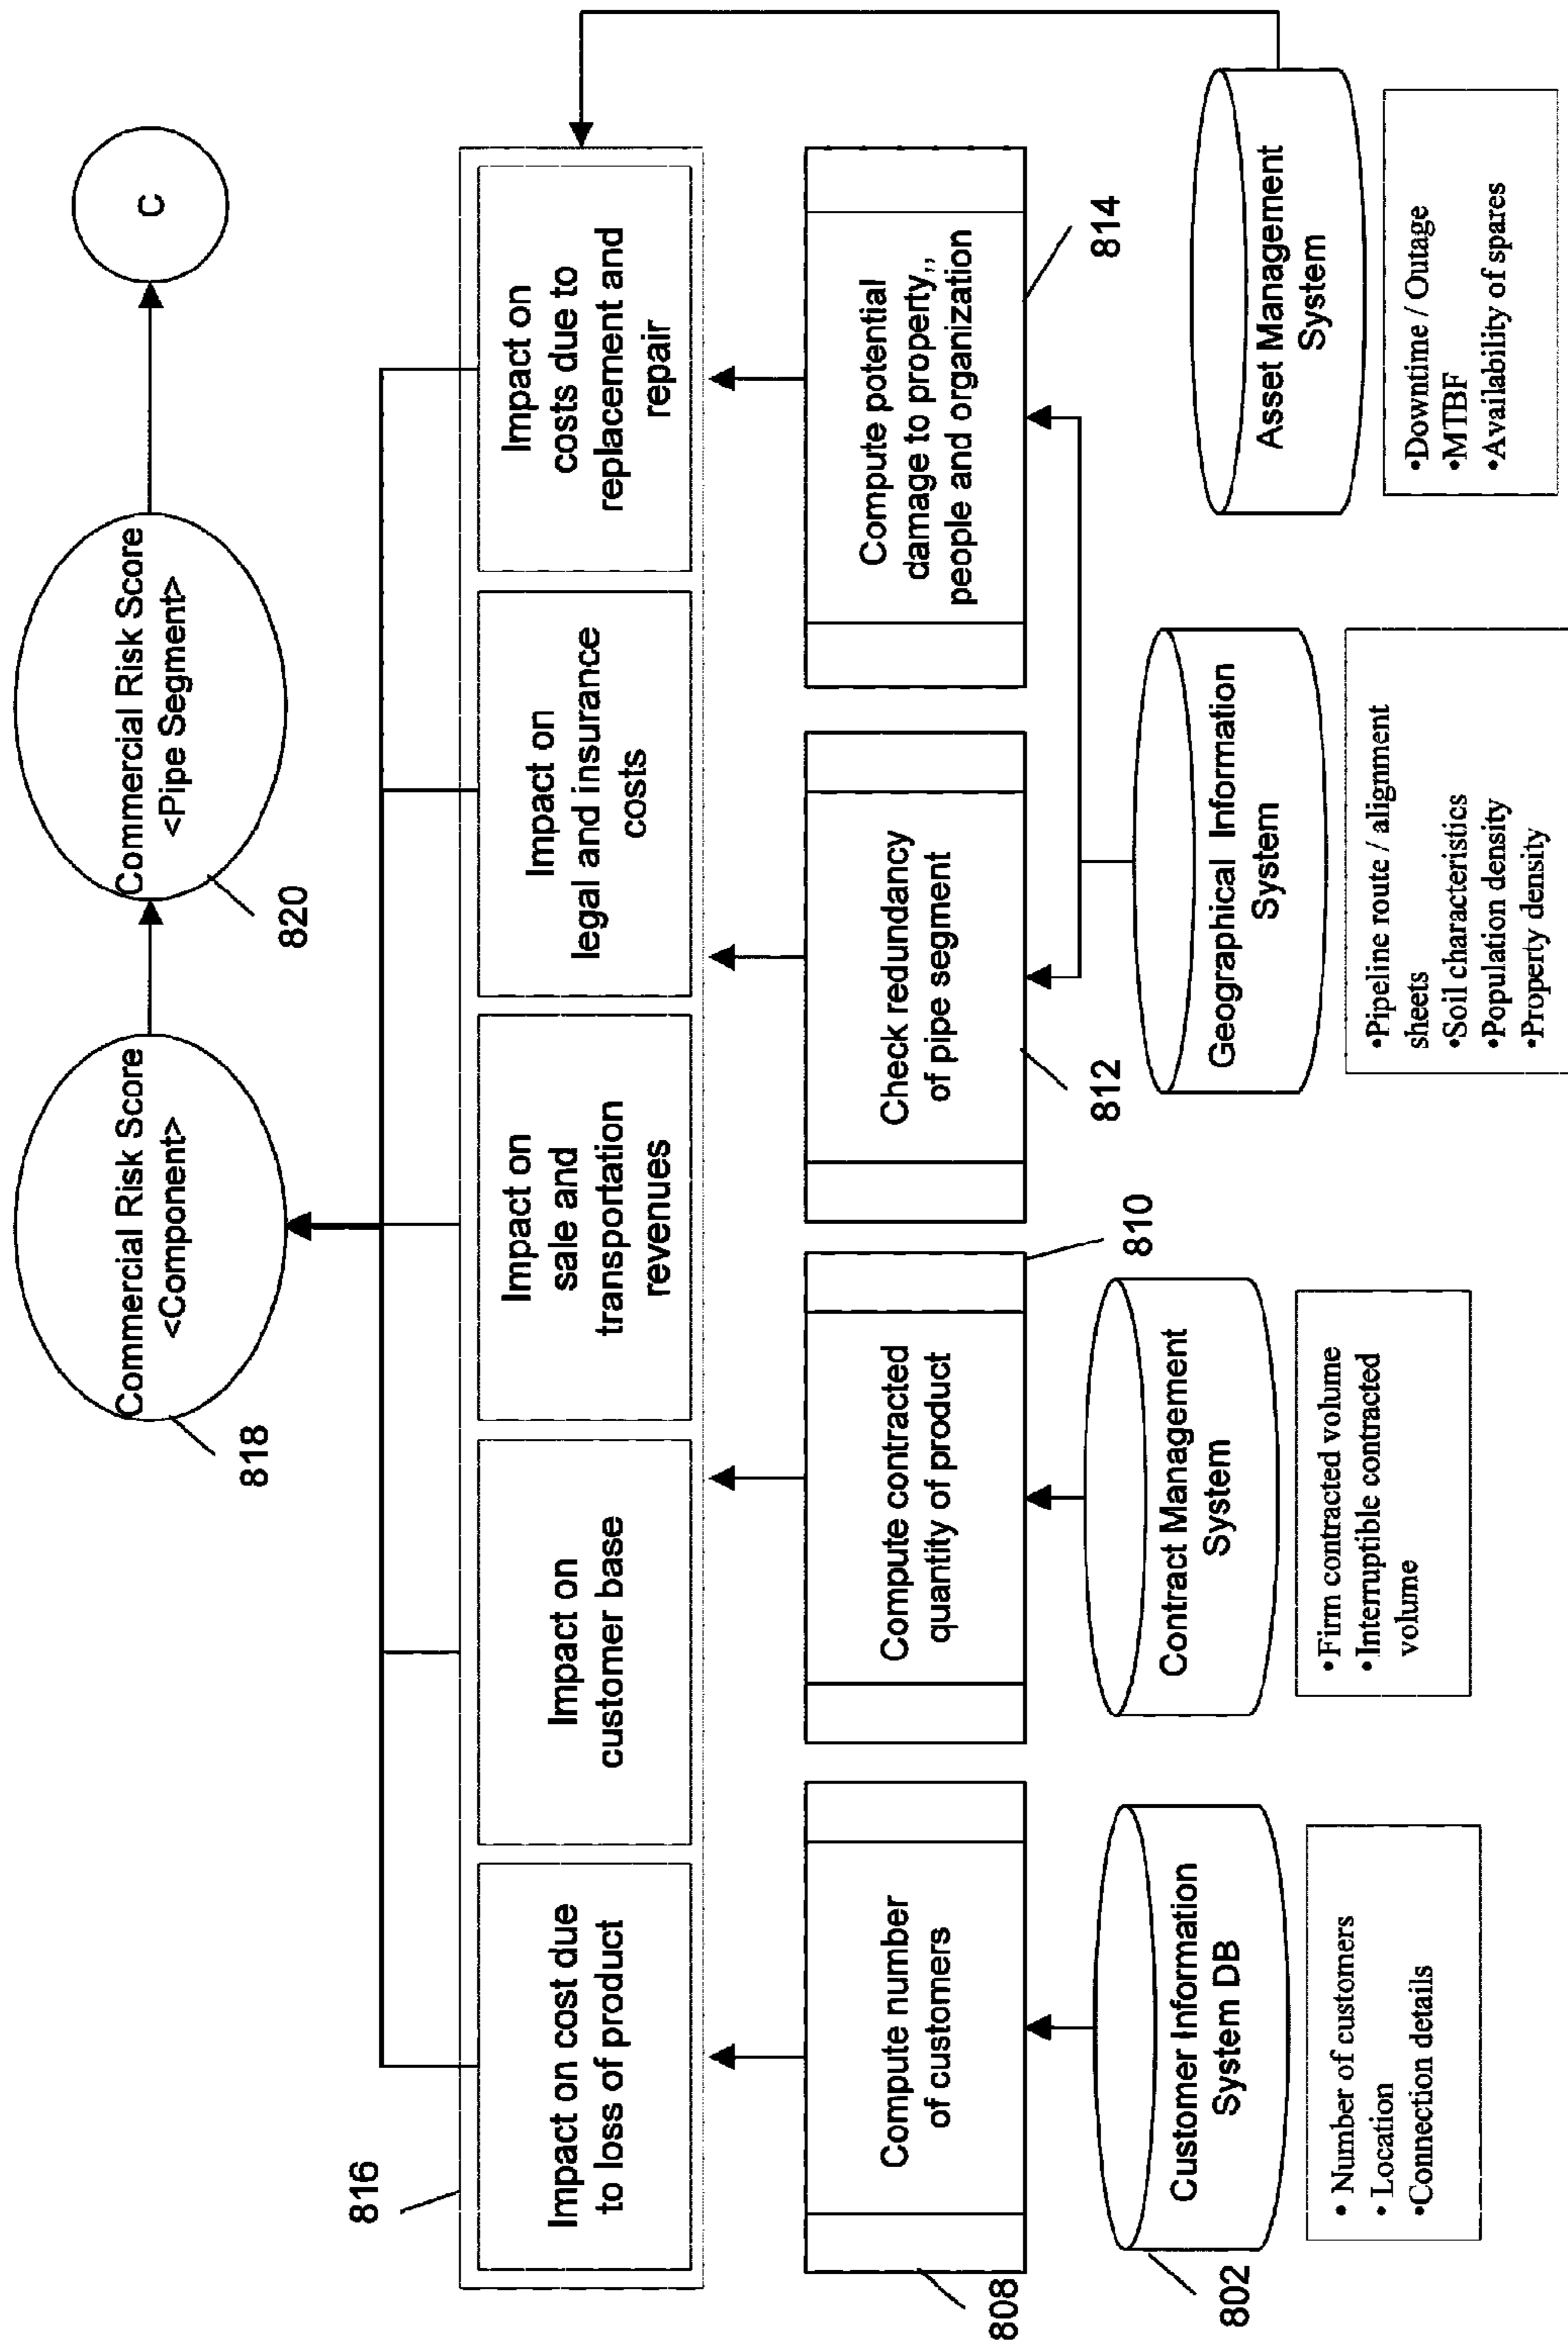 Commercial Risk Score
<Component>
818
Commercial Risk Score
<Pipe Segment>
820
C
816
Impact on cost due
to loss of product
Impact on
customer base
Impact on
sale and
transportation
revenues
Impact on
legal and insurance
costs
Impact on
costs due to
replacement and
repair
808
Compute number
of customers
Compute contracted
quantity of product
810
Check redundancy
of pipe segment
812
Compute potential
damage to property,,
people and organization
814
802
Customer Information
System DB
Contract Management
System
Geographical Information
System
Asset Management
System
• Number of customers
• Location
•Connection details
• Firm contracted volume
•Interruptible contracted
volume
•Pipeline route / alignment
sheets
•Soil characteristics
•Population density
•Property density
•Downtime / Outage
•MTBF
•Availability of spares